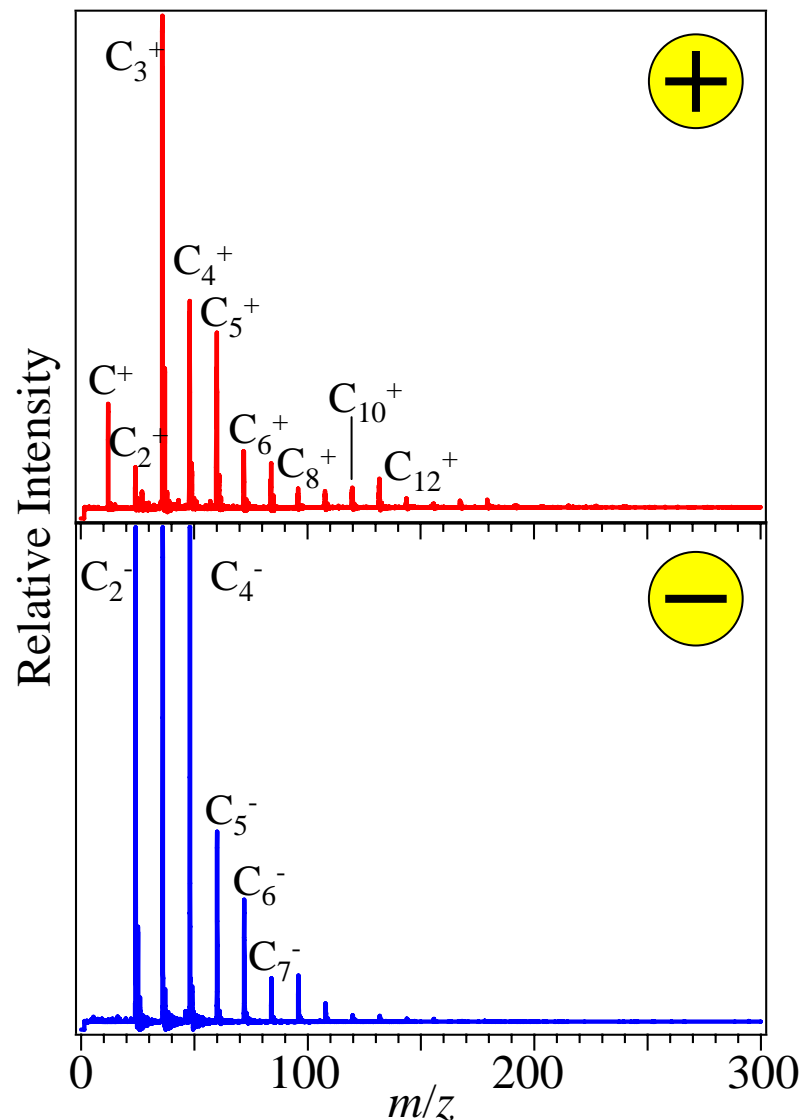 C₃⁺
C₄⁺
C₅⁺
C⁺
C₁₀⁺
C₂⁺
C₆⁺
C₈⁺
C₁₂⁺
+
Relative Intensity
C₂⁻
C₄⁻
−
C₅⁻
C₆⁻
C₇⁻
0 100 200 300
m/z